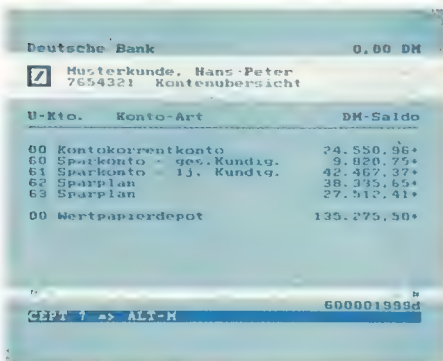 Deutsche Bank 0,00 DM
Musterkunde, Hans-Peter
7654321 Kontenubersicht
U-Kto. Konto-Art DM-Saldo
00 Kontokorrentkonto 24.550,96+
60 Sparkonto - ges.Kundig. 9.820,75+
61 Sparkonto - 1j. Kundig. 42.467,37+
62 Sparplan 38.335,65+
63 Sparplan 27.512,41+
00 Wertpapierdepot 135.275,50+
600001999d
CEPT ↑ => ALT-M